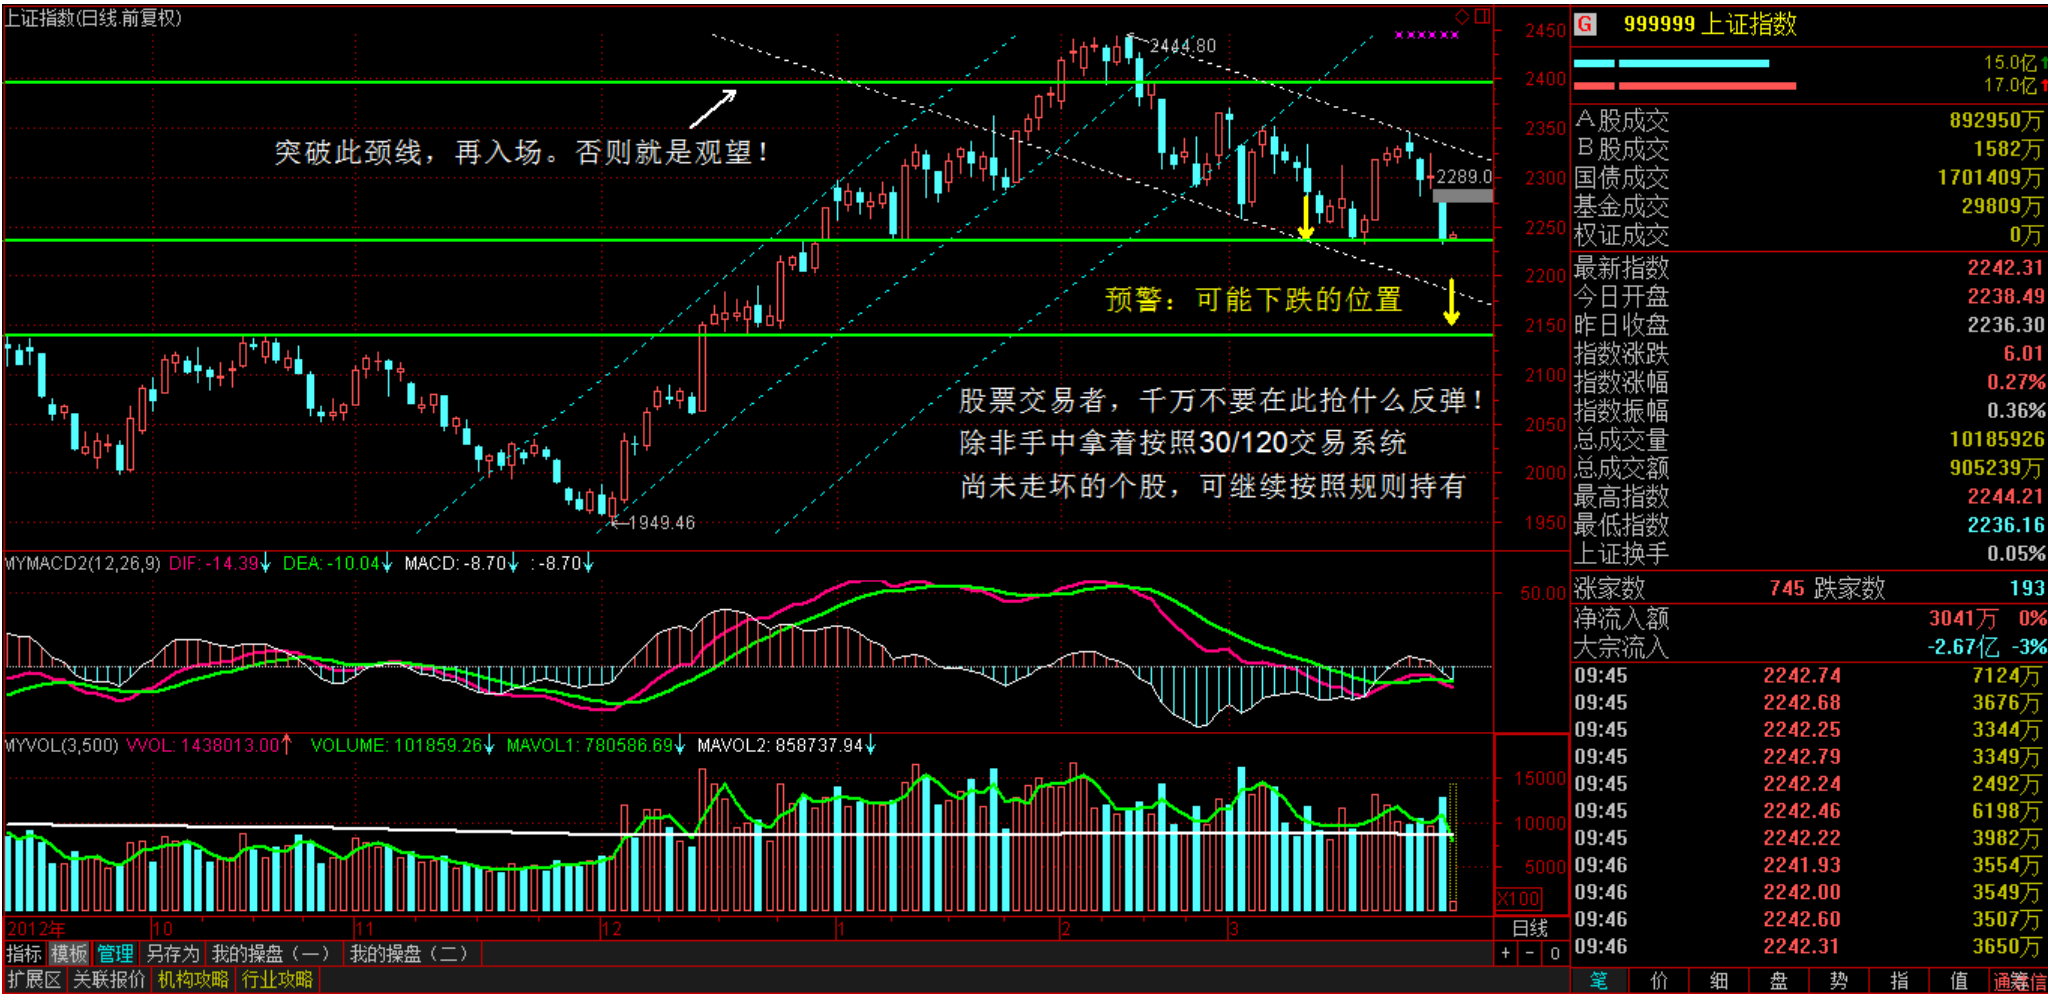 上证指数(日线.前复权)
2444.80
突破此颈线，再入场。否则就是观望！
2289.0
预警：可能下跌的位置
股票交易者，千万不要在此抢什么反弹！
除非手中拿着按照30/120交易系统
尚未走坏的个股，可继续按照规则持有
1949.46
2450
2400
2350
2300
2250
2200
2150
2100
2050
2000
1950
MYMACD2(12,26,9) DIF: -14.39↓ DEA: -10.04↓ MACD: -8.70↓ : -8.70↓
50.00
MYVOL(3,500) VVOL: 1438013.00↑ VOLUME: 101859.26↓ MAVOL1: 780586.69↓ MAVOL2: 858737.94↓
15000
10000
5000
X100
2012年 10 11 12 1 2 3 日线
指标 模板 管理 另存为 我的操盘（一） 我的操盘（二） + - 0
扩展区 关联报价 机构攻略 行业攻略
G 999999 上证指数
15.0亿↑
17.0亿↑
A股成交 892950万
B股成交 1582万
国债成交 1701409万
基金成交 29809万
权证成交 0万
最新指数 2242.31
今日开盘 2238.49
昨日收盘 2236.30
指数涨跌 6.01
指数涨幅 0.27%
指数振幅 0.36%
总成交量 10185926
总成交额 905239万
最高指数 2244.21
最低指数 2236.16
上证换手 0.05%
涨家数 745 跌家数 193
净流入额 3041万 0%
大宗流入 -2.67亿 -3%
09:45 2242.74 7124万
09:45 2242.68 3676万
09:45 2242.25 3344万
09:45 2242.79 3349万
09:45 2242.24 2492万
09:45 2242.46 6198万
09:45 2242.22 3982万
09:46 2241.93 3554万
09:46 2242.00 3549万
09:46 2242.60 3507万
09:46 2242.31 3650万
笔 价 细 盘 势 指 值